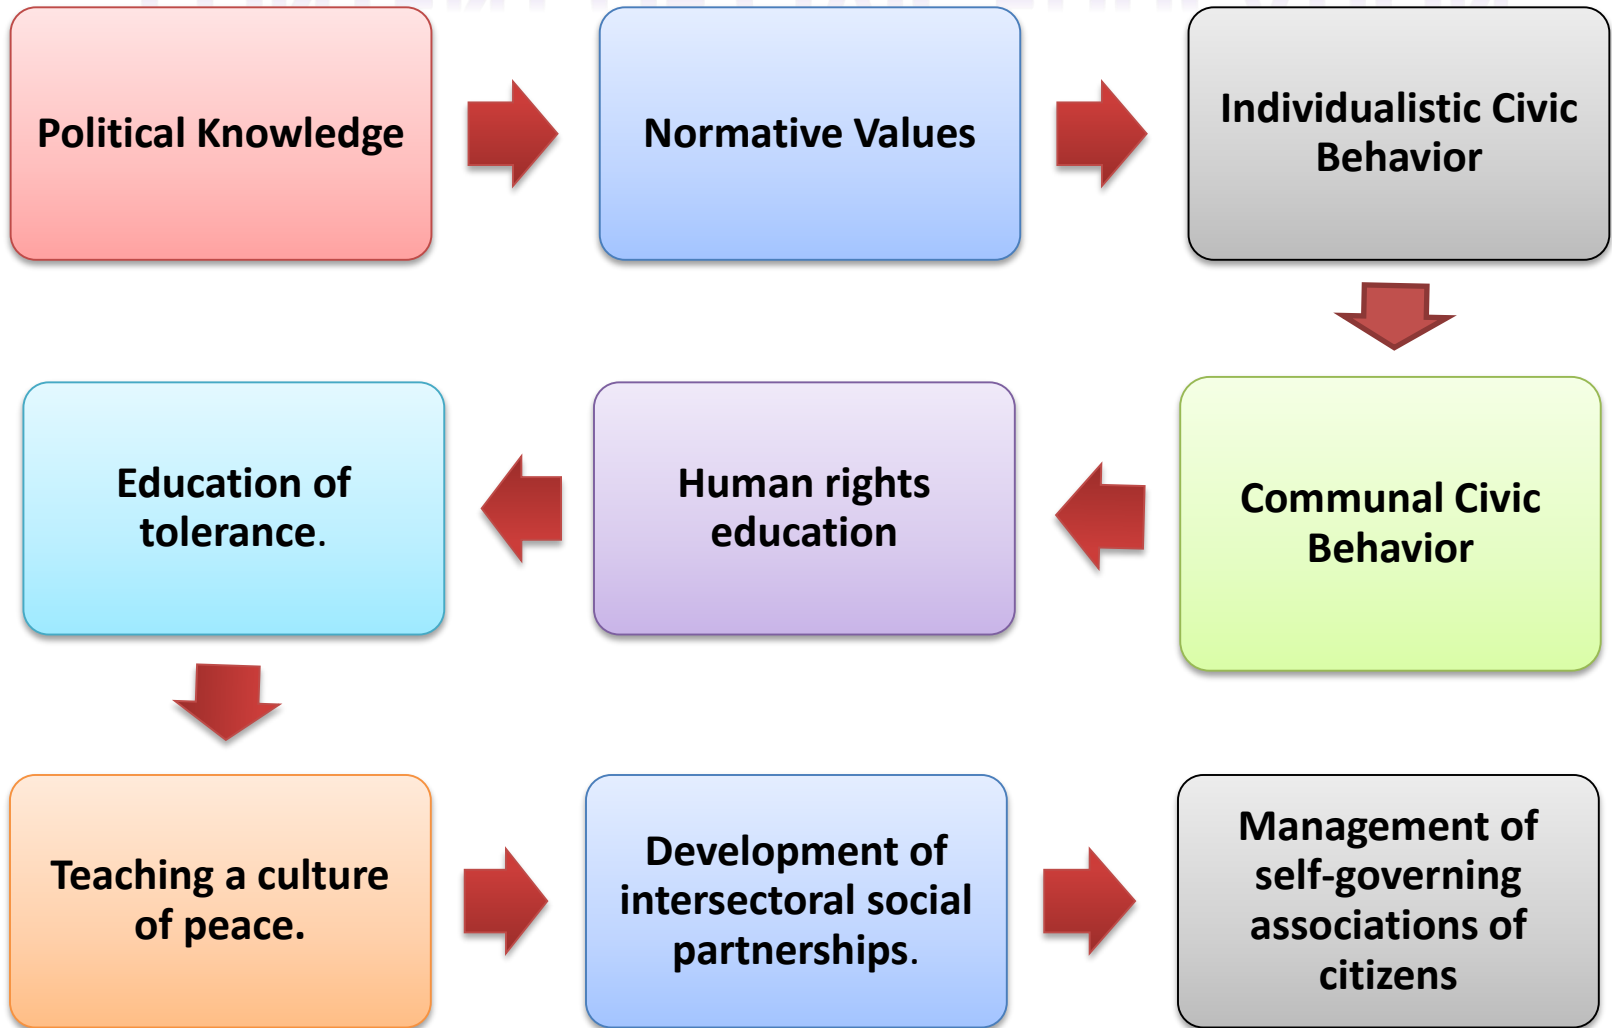 Political Knowledge
Normative Values
Individualistic Civic
Behavior
Communal Civic
Behavior
Human rights
education
Education of
tolerance.
Teaching a culture
of peace.
Development of
intersectoral social
partnerships.
Management of
self-governing
associations of
citizens